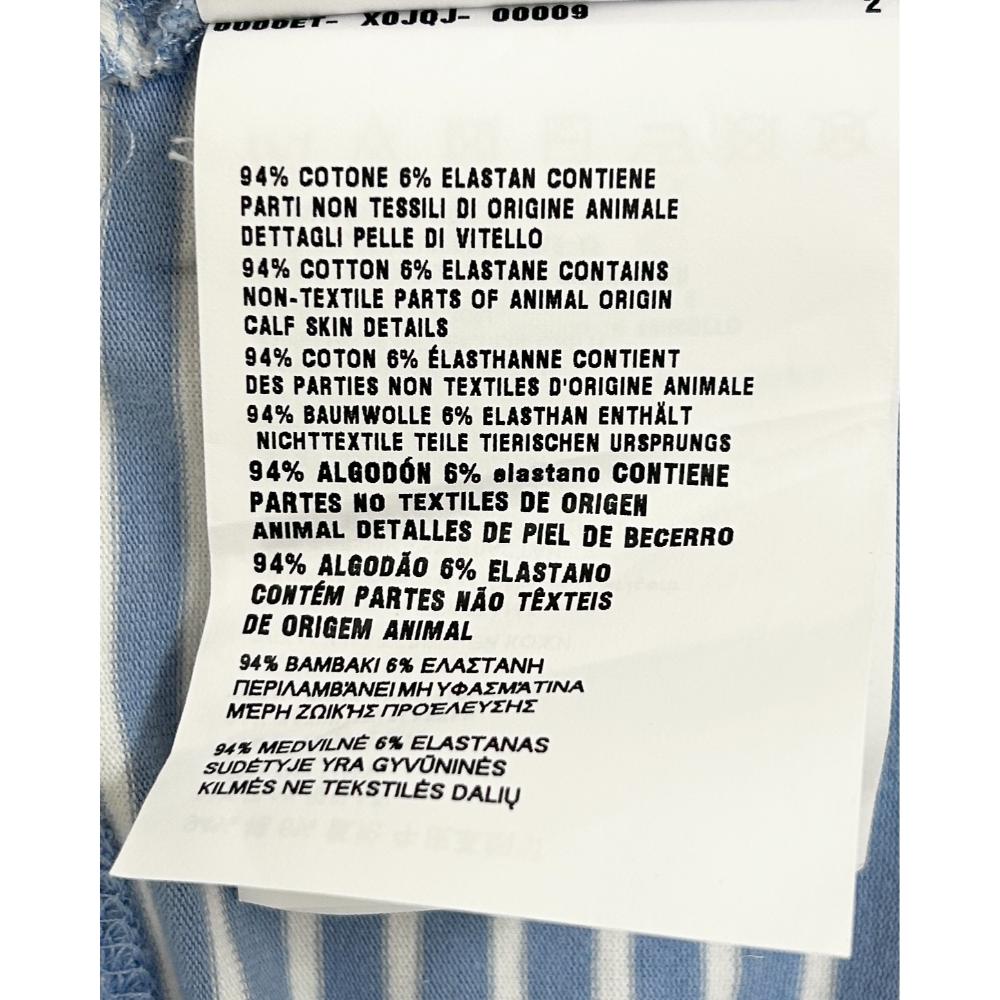 X0JQJ- 00009
2
94% COTONE 6% ELASTAN CONTIENE
PARTI NON TESSILI DI ORIGINE ANIMALE
DETTAGLI PELLE DI VITELLO
94% COTTON 6% ELASTANE CONTAINS
NON-TEXTILE PARTS OF ANIMAL ORIGIN
CALF SKIN DETAILS
94% COTON 6% ÉLASTHANNE CONTIENT
DES PARTIES NON TEXTILES D'ORIGINE ANIMALE
94% BAUMWOLLE 6% ELASTHAN ENTHÄLT
NICHTTEXTILE TEILE TIERISCHEN URSPRUNGS
94% ALGODÓN 6% elastano CONTIENE
PARTES NO TEXTILES DE ORIGEN
ANIMAL DETALLES DE PIEL DE BECERRO
94% ALGODÃO 6% ELASTANO
CONTÉM PARTES NÃO TÊXTEIS
DE ORIGEM ANIMAL
94% ΒΑΜΒΑΚΙ 6% ΕΛΑΣΤΑΝΗ
ΠΕΡΙΛΑΜΒΆΝΕΙ ΜΗ ΥΦΑΣΜΆΤΙΝΑ
ΜΈΡΗ ΖΩΙΚΉΣ ΠΡΟΈΛΕΥΣΗΣ
94% MEDVILNĖ 6% ELASTANAS
SUDĖTYJE YRA GYVŪNINĖS
KILMĖS NE TEKSTILĖS DALIŲ